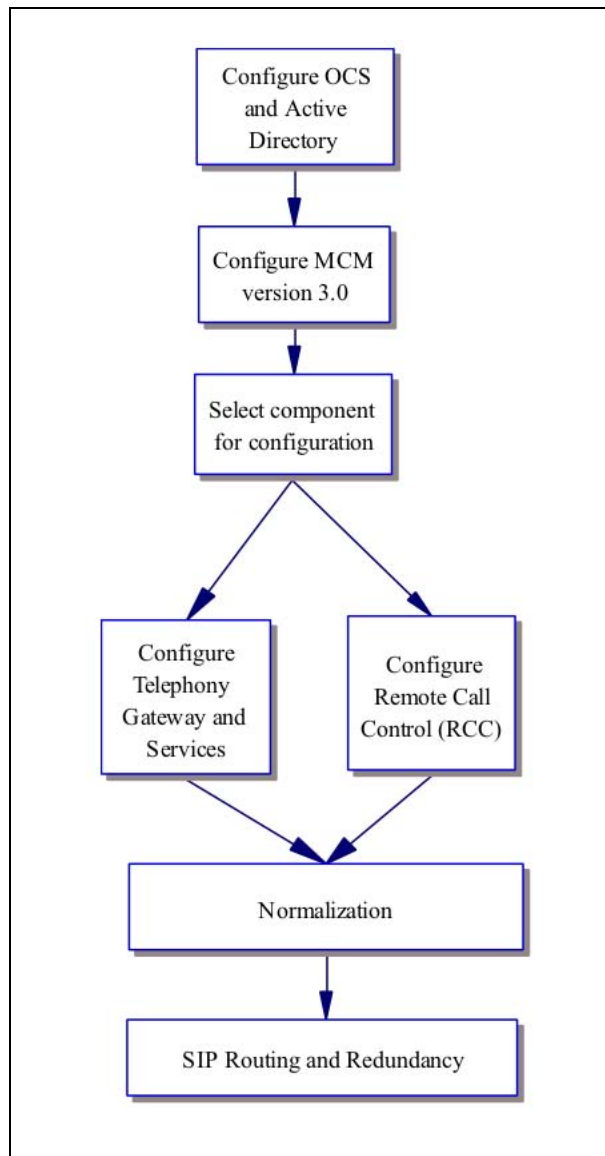 Configure OCS
and Active
Directory
Configure MCM
version 3.0
Select component
for configuration
Configure
Telephony
Gateway and
Services
Configure
Remote Call
Control (RCC)
Normalization
SIP Routing and Redundancy